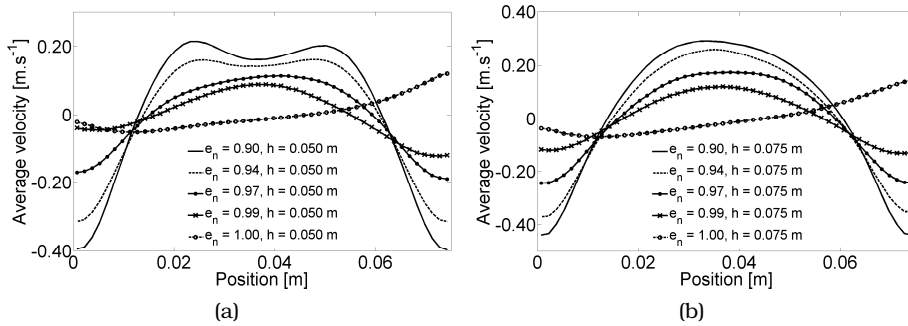 (a)
Average velocity [m.s⁻¹]
0.20
0
-0.20
-0.40
eₙ = 0.90, h = 0.050 m
eₙ = 0.94, h = 0.050 m
eₙ = 0.97, h = 0.050 m
eₙ = 0.99, h = 0.050 m
eₙ = 1.00, h = 0.050 m
0 0.02 0.04 0.06
Position [m]
(a)
(b)
Average velocity [m.s⁻¹]
0.40
0.20
0
-0.20
-0.40
eₙ = 0.90, h = 0.075 m
eₙ = 0.94, h = 0.075 m
eₙ = 0.97, h = 0.075 m
eₙ = 0.99, h = 0.075 m
eₙ = 1.00, h = 0.075 m
0 0.02 0.04 0.06
Position [m]
(b)